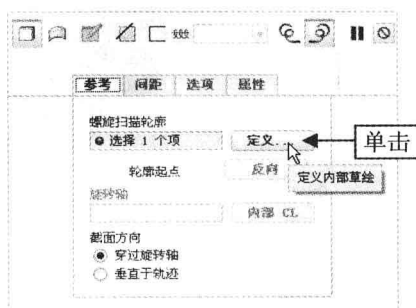 参考 间距 选项 属性
螺旋扫描轮廓
选择 1 个项 定义...
单击
轮廓起点 反向
定义内部草绘
旋转轴
内部 CL
截面方向
穿过旋转轴
垂直于轨迹